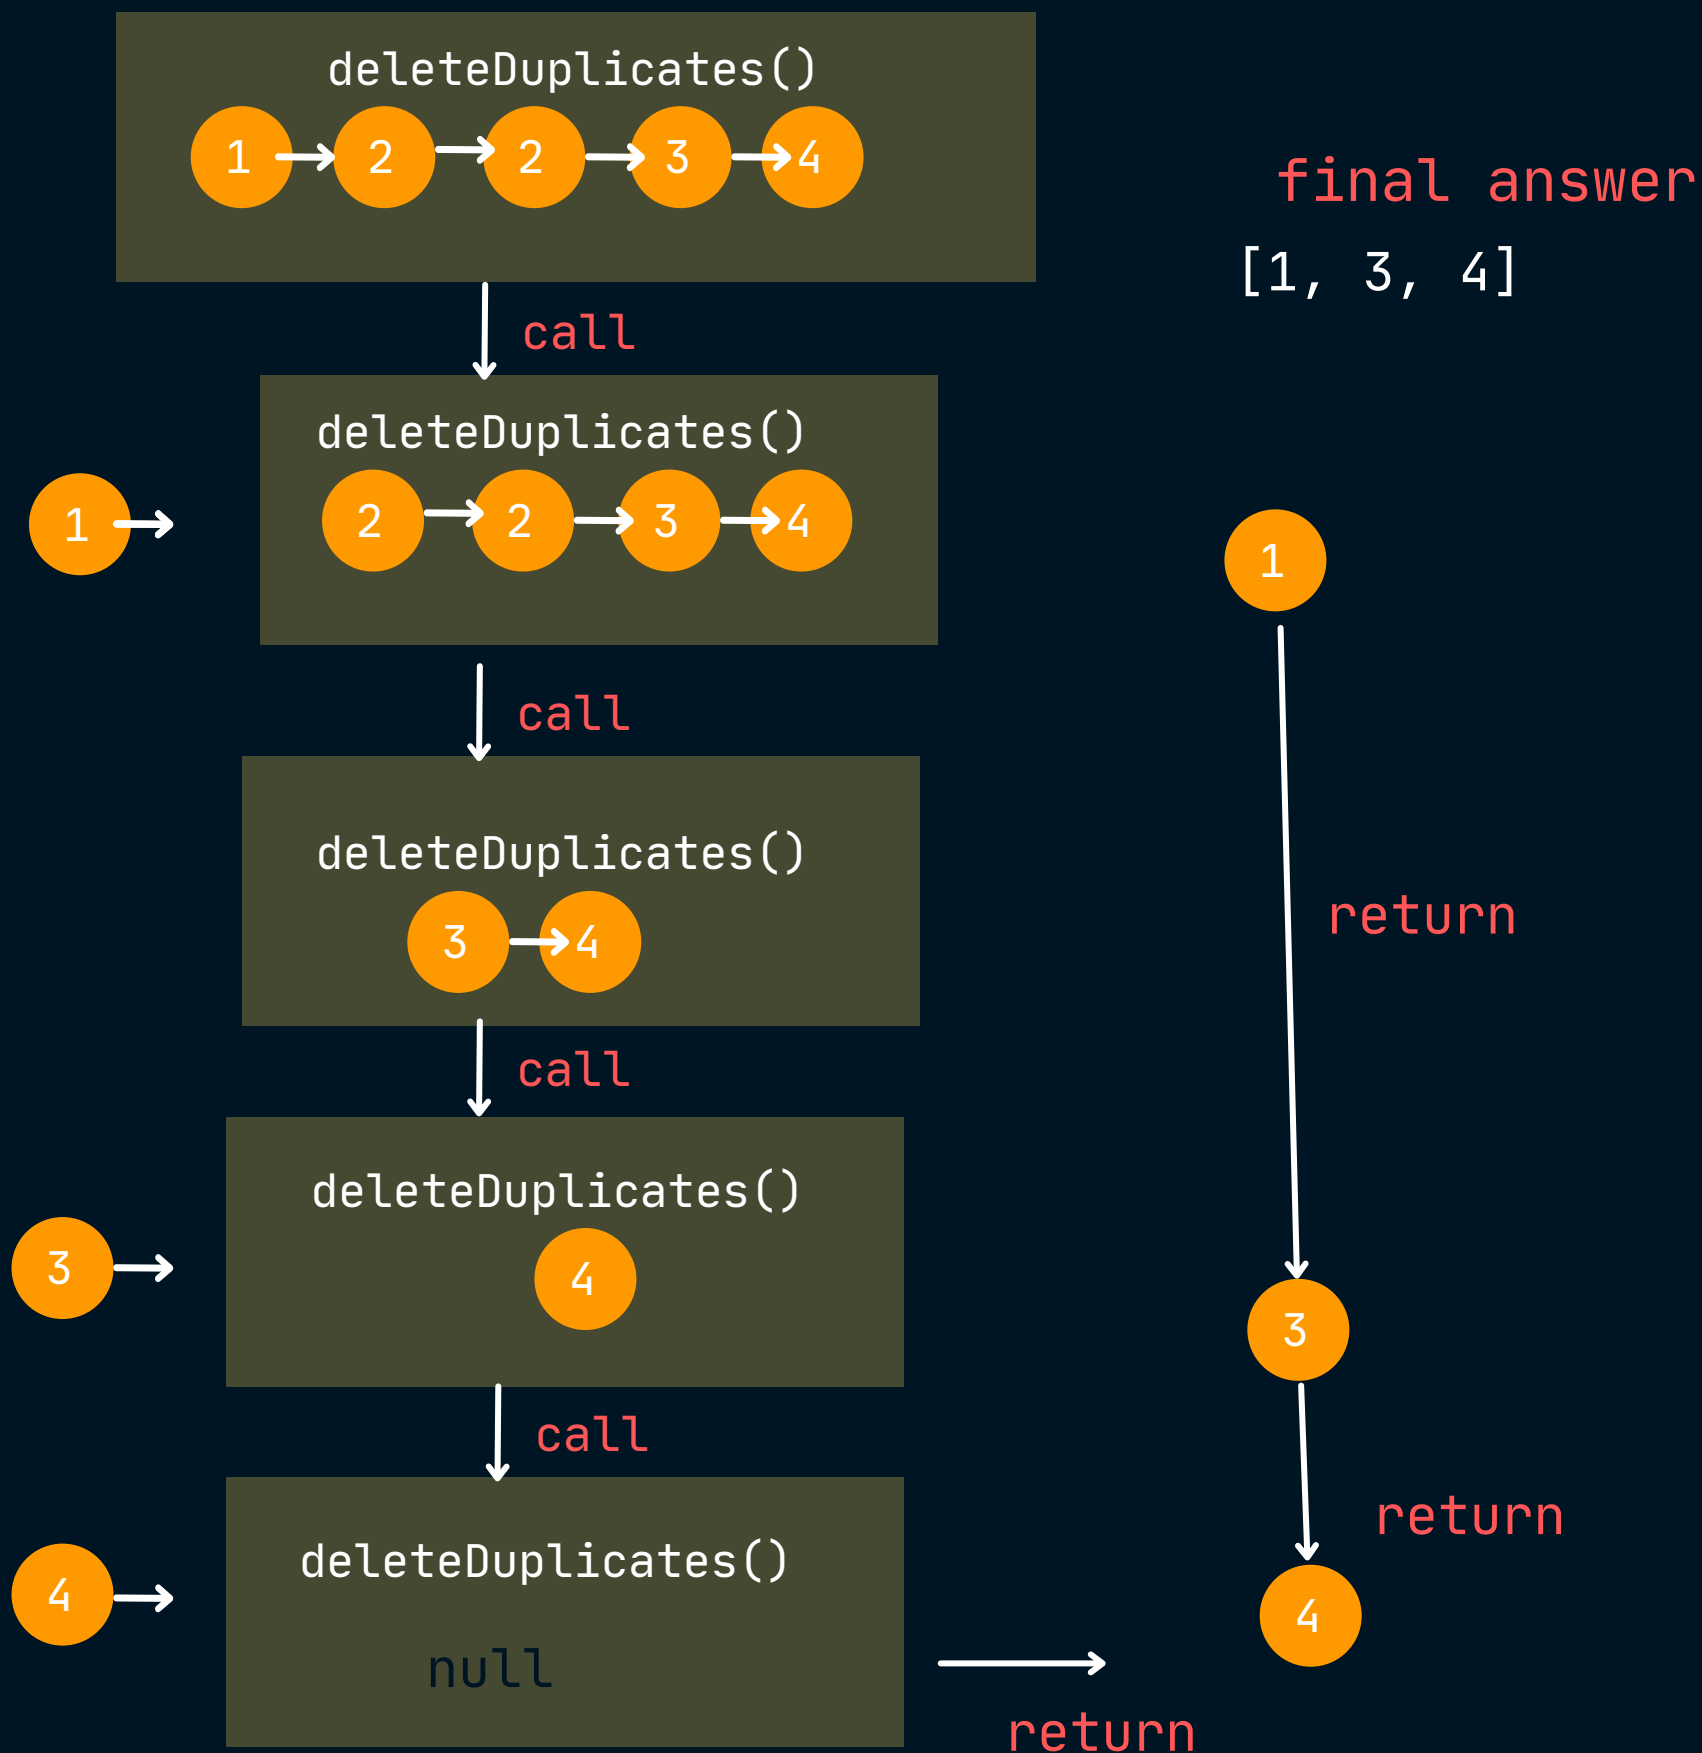 deleteDuplicates()
1 2 2 3 4
final answer
[1, 3, 4]
call
deleteDuplicates()
1
2 2 3 4
1
call
deleteDuplicates()
3 4
return
call
deleteDuplicates()
3
4
3
call
return
deleteDuplicates()
4
4
null
return